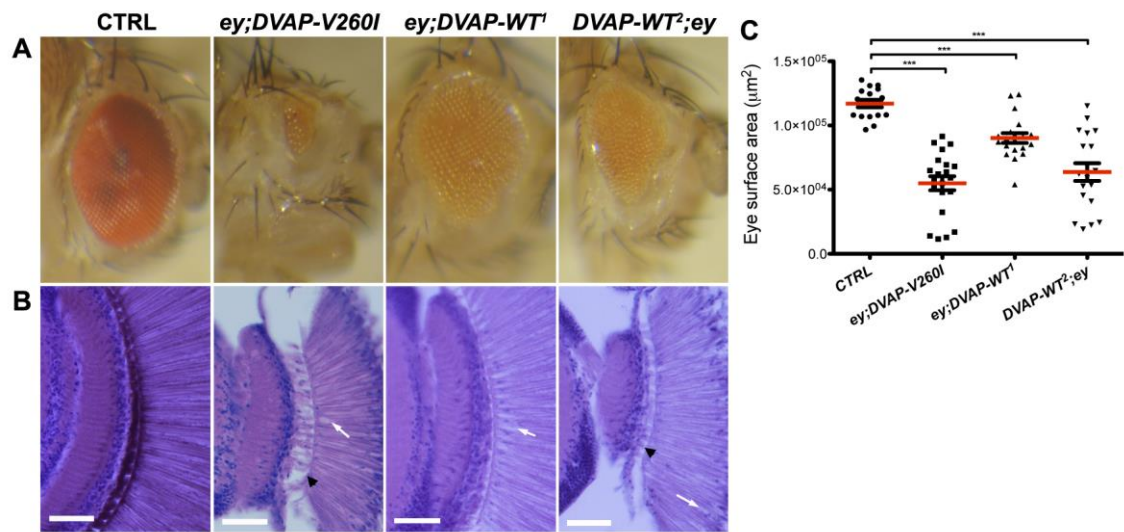 CTRL
ey;DVAP-V260I
ey;DVAP-WT¹
DVAP-WT²;ey
A
B
C
***
***
***
Eye surface area (μm²)
1.5×10⁰⁵
1.0×10⁰⁵
5.0×10⁰⁴
0.0
CTRL
ey;DVAP-V260I
ey;DVAP-WT¹
DVAP-WT²;ey